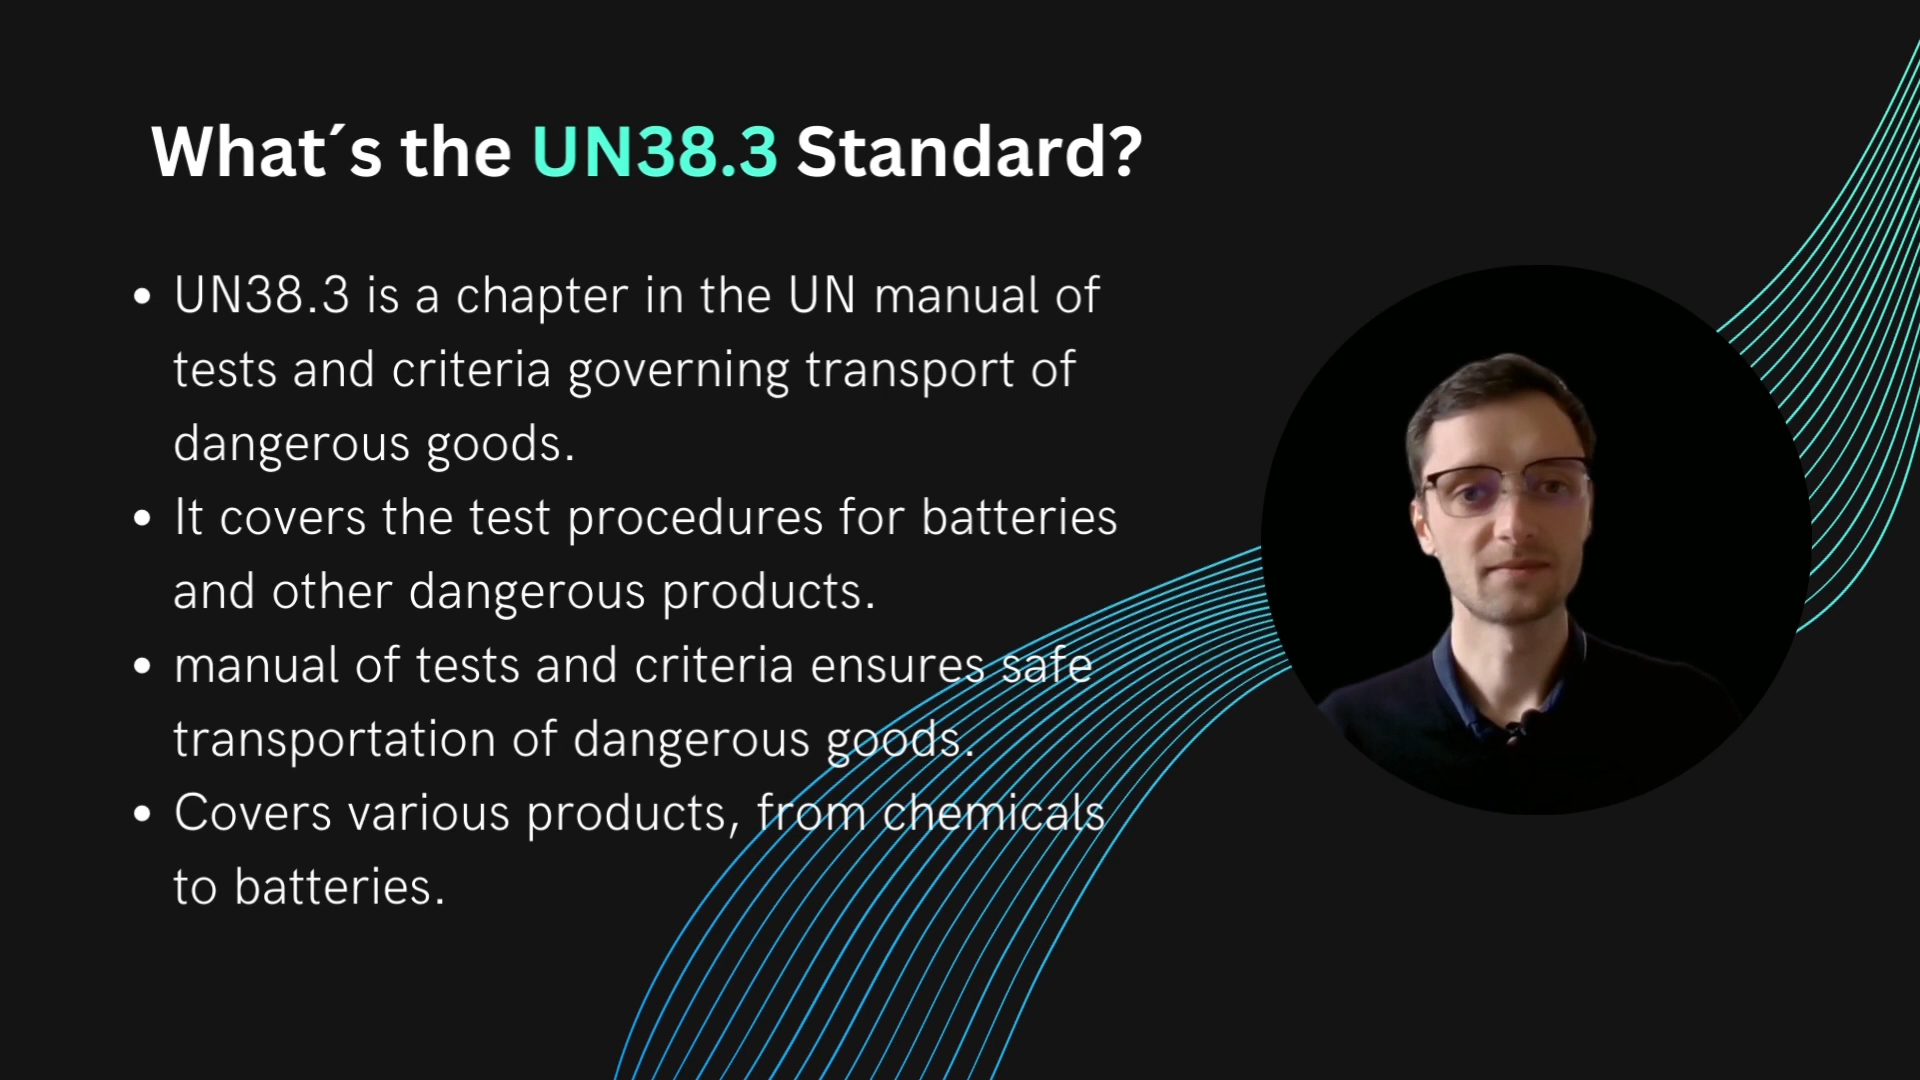 What´s the UN38.3 Standard?
• UN38.3 is a chapter in the UN manual of
tests and criteria governing transport of
dangerous goods.
• It covers the test procedures for batteries
and other dangerous products.
• manual of tests and criteria ensures safe
transportation of dangerous goods.
• Covers various products, from chemicals
to batteries.